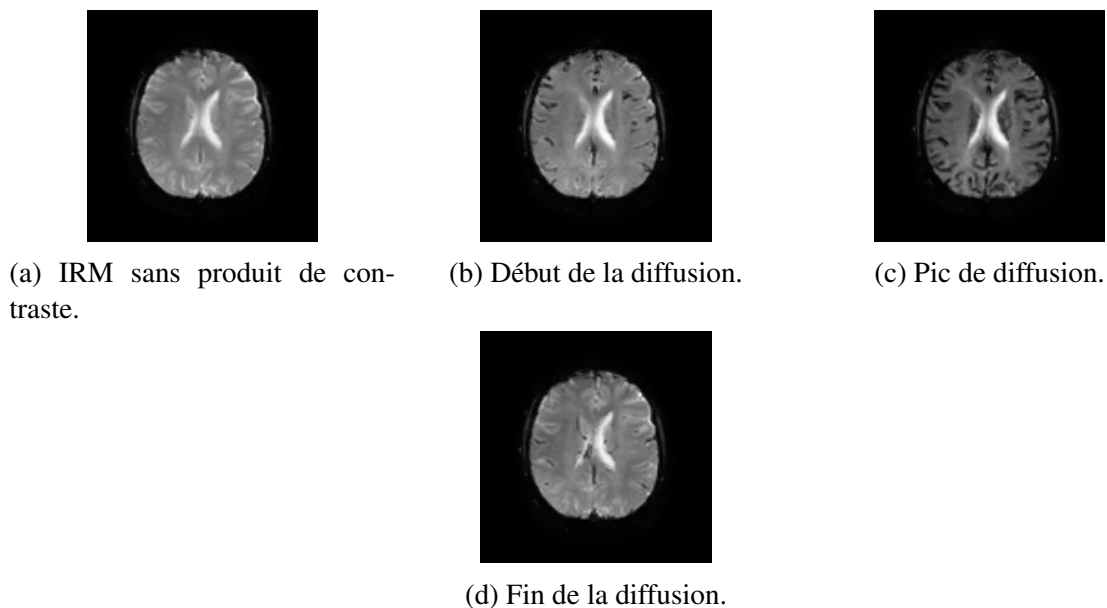 (a) IRM sans produit de con-
traste.
(b) Début de la diffusion.
(c) Pic de diffusion.
(d) Fin de la diffusion.